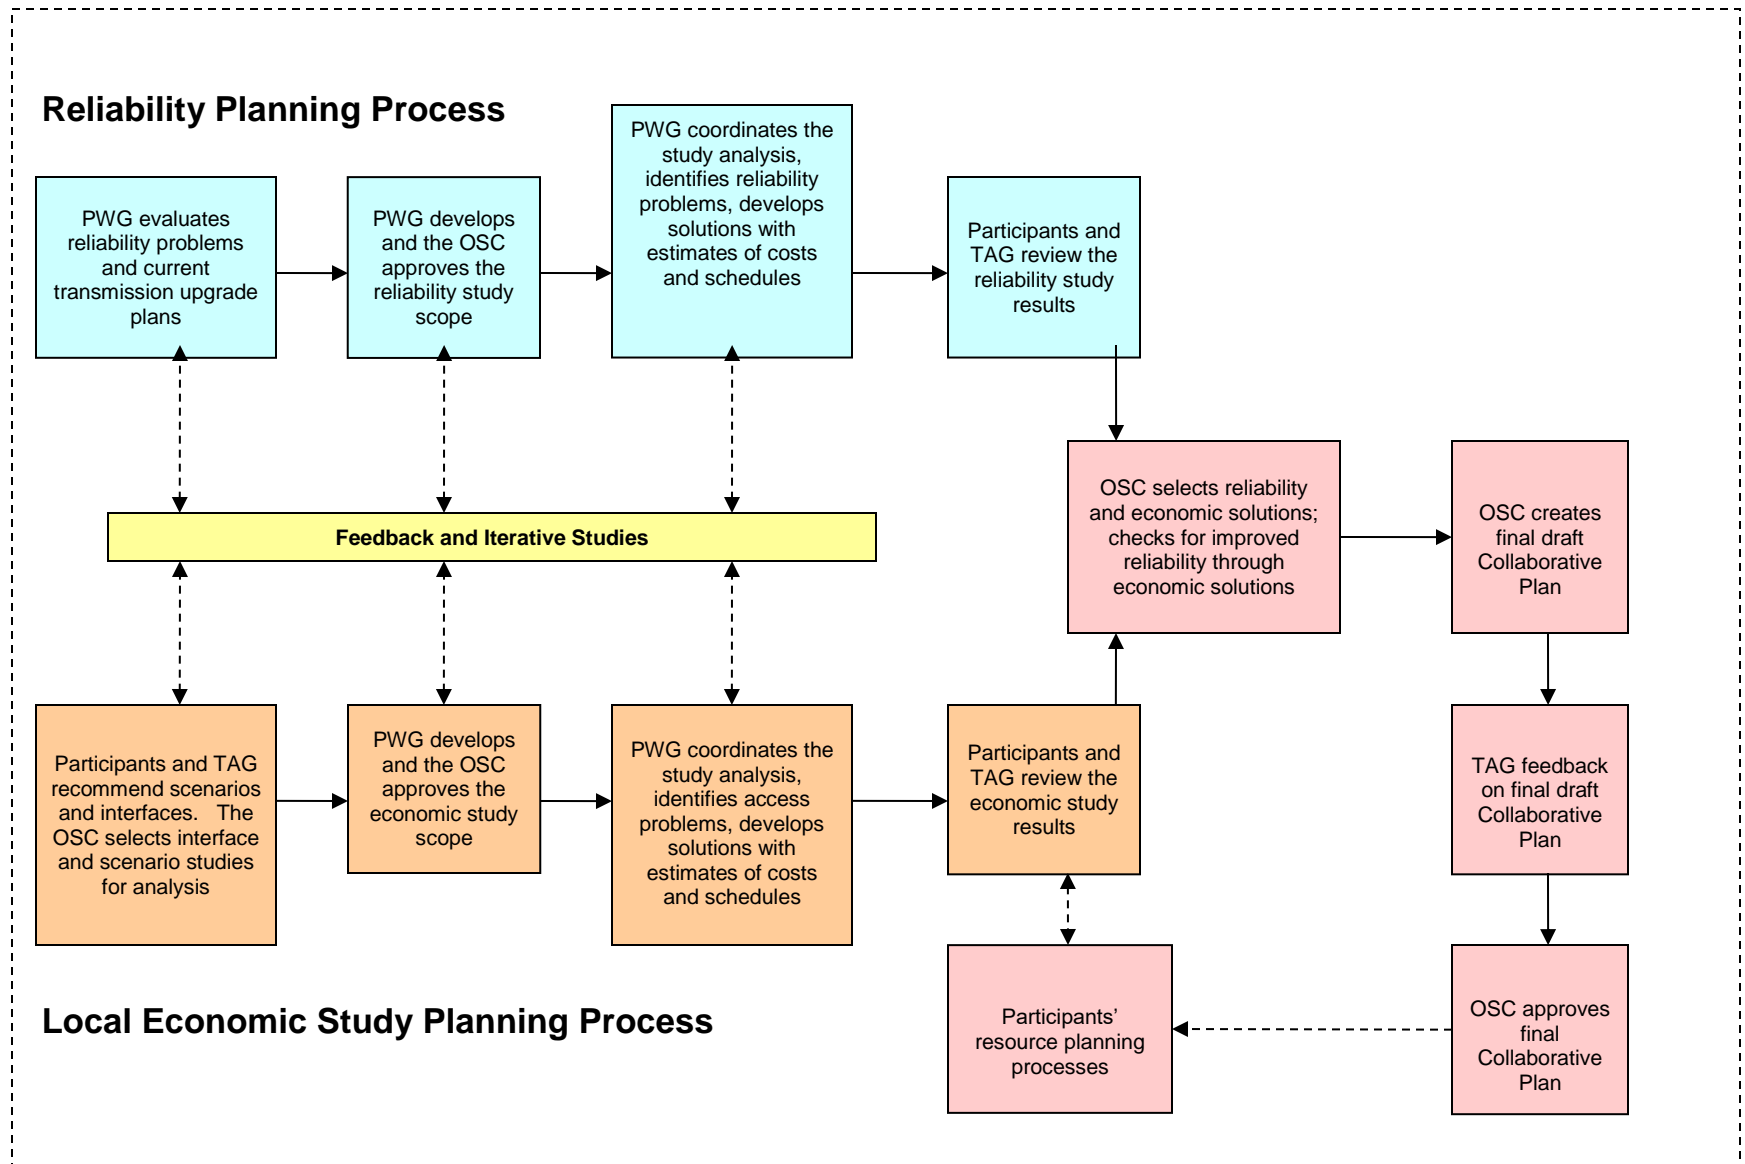 Reliability Planning Process
PWG evaluates
reliability problems
and current
transmission upgrade
plans
PWG develops
and the OSC
approves the
reliability study
scope
PWG coordinates the
study analysis,
identifies reliability
problems, develops
solutions with
estimates of costs
and schedules
Participants and
TAG review the
reliability study
results
Feedback and Iterative Studies
OSC selects reliability
and economic solutions;
checks for improved
reliability through
economic solutions
OSC creates
final draft
Collaborative
Plan
Participants and TAG
recommend scenarios
and interfaces.   The
OSC selects interface
and scenario studies
for analysis
PWG develops
and the OSC
approves the
economic study
scope
PWG coordinates the
study analysis,
identifies access
problems, develops
solutions with
estimates of costs
and schedules
Participants and
TAG review the
economic study
results
TAG feedback
on final draft
Collaborative
Plan
Local Economic Study Planning Process
Participants’
resource planning
processes
OSC approves
final
Collaborative
Plan